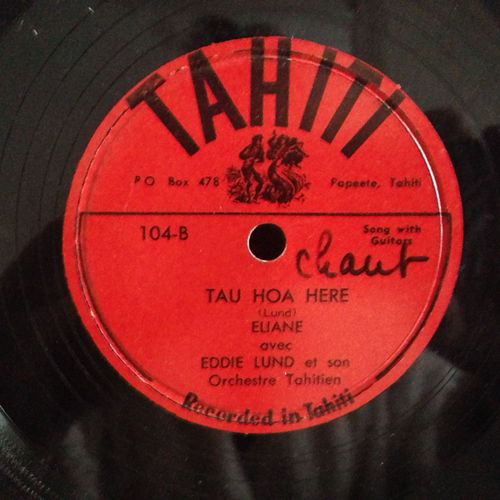 TAHITI
PO Box 478 Papeete, Tahiti
104-B
Song with
Guitars
chant
TAU HOA HERE
(Lund)
ELIANE
avec
EDDIE LUND et son
Orchestre Tahitien
Recorded in Tahiti